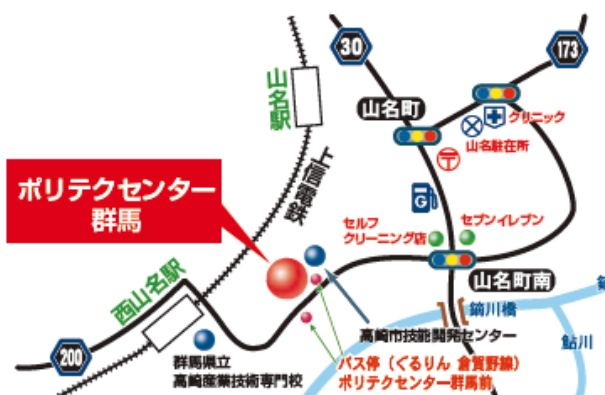 30
173
山名駅
山名町
クリニック
山名駐在所
〒
上信電鉄
ポリテクセンター
群馬
G
セルフ
クリーニング店
セブンイレブン
西山名駅
山名町南
鏑川橋
高崎市技能開発センター
鮎川
200
群馬県立
高崎産業技術専門校
バス停（ぐるりん 倉賀野線）
ポリテクセンター群馬前